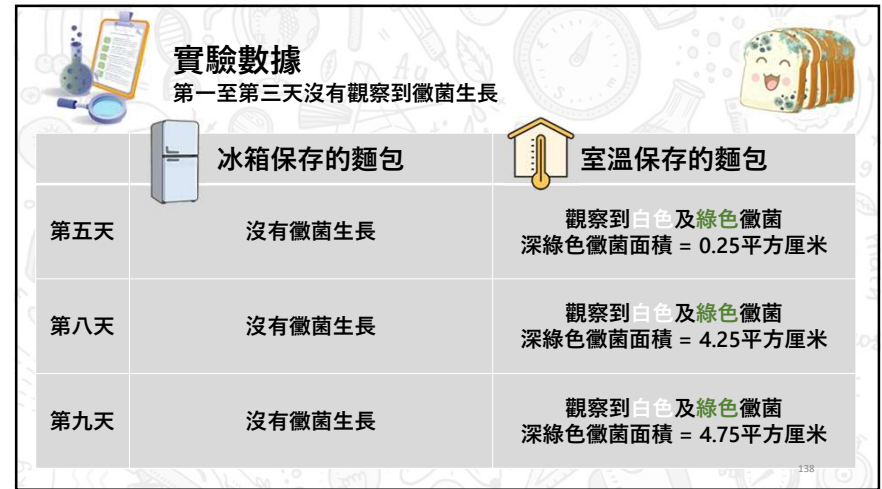 實驗數據
第一至第三天沒有觀察到黴菌生長
冰箱保存的麵包
室溫保存的麵包
第五天
沒有黴菌生長
觀察到白色及綠色黴菌
深綠色黴菌面積 = 0.25平方厘米
第八天
沒有黴菌生長
觀察到白色及綠色黴菌
深綠色黴菌面積 = 4.25平方厘米
第九天
沒有黴菌生長
觀察到白色及綠色黴菌
深綠色黴菌面積 = 4.75平方厘米
138